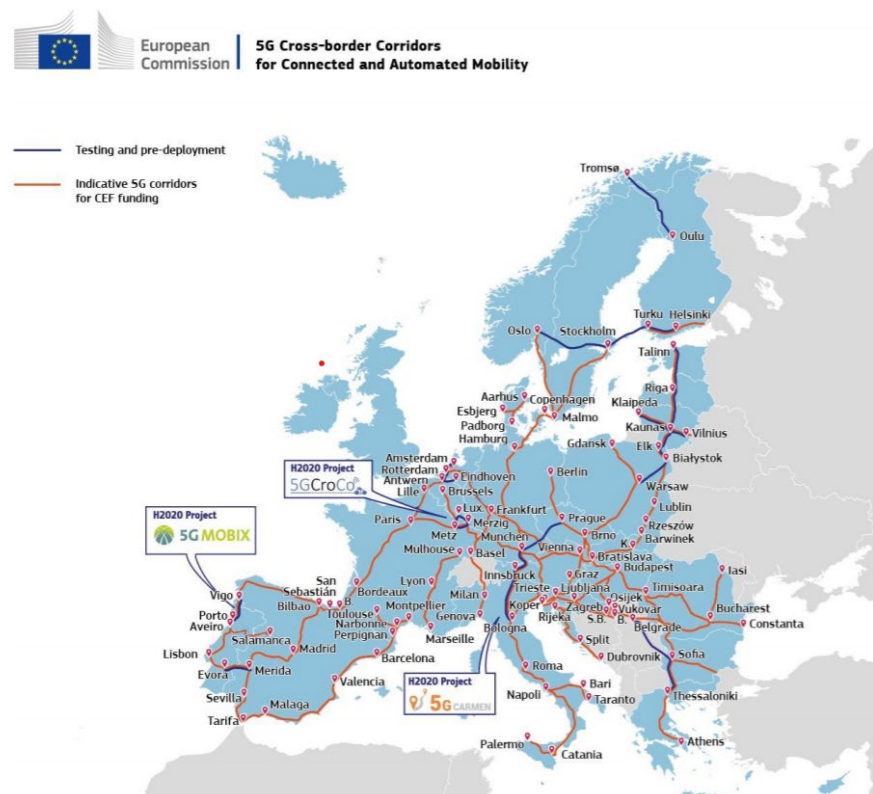 European
Commission
5G Cross-border Corridors
for Connected and Automated Mobility
Testing and pre-deployment
Indicative 5G corridors
for CEF funding
Tromsø
Oulu
Turku
Helsinki
Oslo
Stockholm
Talinn
Riga
Aarhus
Copenhagen
Klaipeda
Esbjerg
Malmo
Kaunas
Vilnius
Padborg
Hamburg
Gdańsk
Elk
Białystok
Amsterdam
Rotterdam
Eindhoven
Berlin
Antwern
Warsaw
H2020 Project
5GCroCo
Lille
Brussels
Lublin
Lux.
Frankfurt
Prague
Rzeszów
H2020 Project
5G MOBIX
Paris
Merzig
Brno
Barwinek
Metz
Munchen
Vienna
K.
Mulhouse
Basel
Bratislava
Innsbruck
Budapest
Iasi
Vigo
San
Sebastián
Lyon
Trieste
Graz
Ljubljana
Timisoara
Bordeaux
Milan
Koper
Osijek
Porto
Bilbao
B.
Toulouse
Montpellier
Zagreb
Vukovar
Bucharest
Aveiro
Narbonne
Genova
Rijeka
S.B.
B.
Salamanca
Perpignan
Marseille
Bologna
Belgrade
Constanta
Lisbon
Madrid
Split
Sofia
Barcelona
H2020 Project
5G CARMEN
Roma
Dubrovnik
Evora
Merida
Valencia
Bari
Thessaloniki
Sevilla
Malaga
Napoli
Taranto
Tarifa
Palermo
Catania
Athens